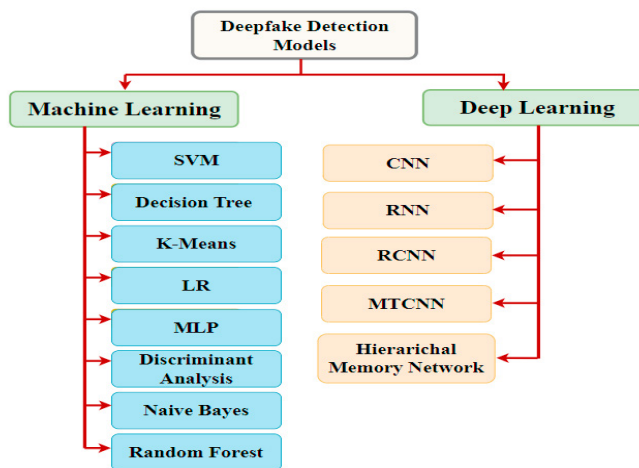 Deepfake Detection
Models
Machine Learning
SVM
Decision Tree
K-Means
LR
MLP
Discriminant
Analysis
Naive Bayes
Random Forest
Deep Learning
CNN
RNN
RCNN
MTCNN
Hierarichal
Memory Network